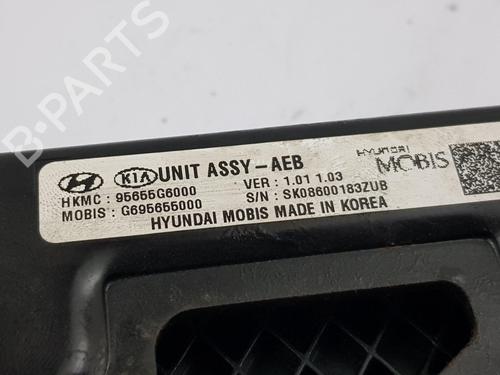 KIA UNIT ASSY-AEB
HYUNDAI
MOBIS
HKMC : 95655G6000
VER : 1.01 1.03
MOBIS : G695655000
S/N : SK08600183ZUB
HYUNDAI MOBIS MADE IN KOREA
B-PARTS